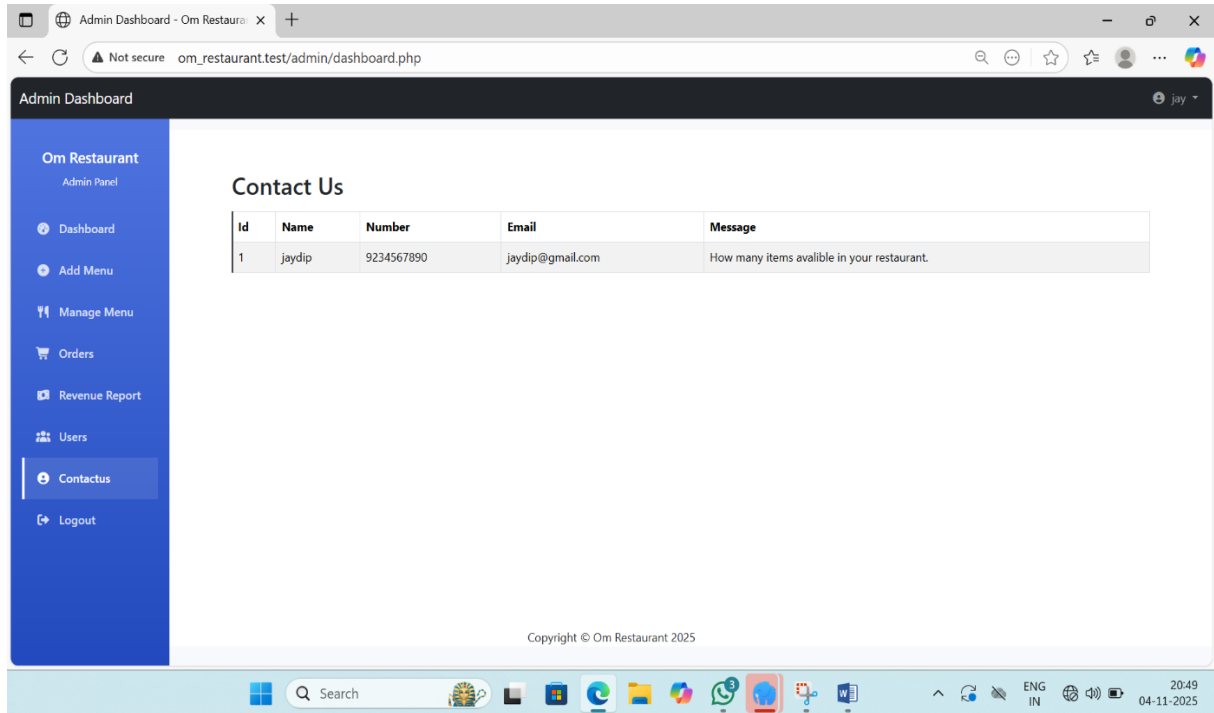 Admin Dashboard - Om Restaura
Not secure om_restaurant.test/admin/dashboard.php
Admin Dashboard
jay
Om Restaurant
Admin Panel
Dashboard
Add Menu
Manage Menu
Orders
Revenue Report
Users
Contactus
Logout
Contact Us
Id Name Number Email Message
1 jaydip 9234567890 jaydip@gmail.com How many items avalible in your restaurant.
Copyright © Om Restaurant 2025
Search
3
ENG
IN
20:49
04-11-2025